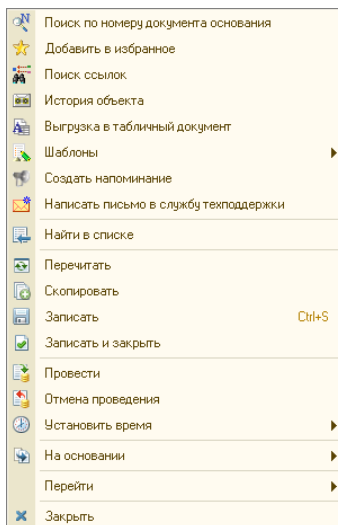 Поиск по номеру документа основания
Добавить в избранное
Поиск ссылок
История объекта
Выгрузка в табличный документ
Шаблоны
Создать напоминание
Написать письмо в службу техподдержки
Найти в списке
Перечитать
Скопировать
Записать Ctrl+S
Записать и закрыть
Провести
Отмена проведения
Установить время
На основании
Перейти
Закрыть